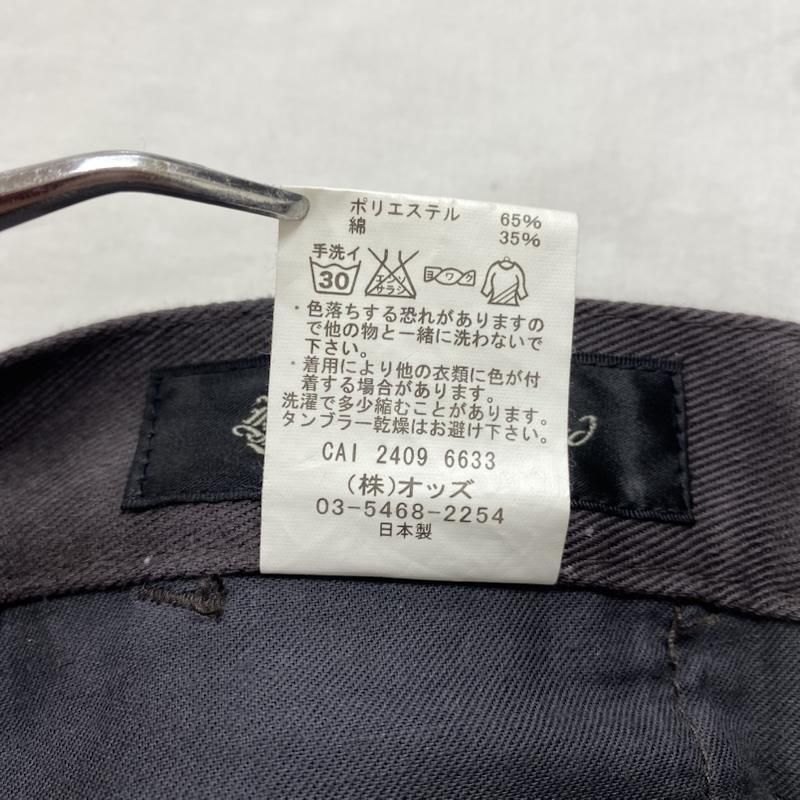 ポリエステル 65%
綿 35%
手洗イ
30
エンソ
サラシ
ヨワク
・色落ちする恐れがありますの
で他の物と一緒に洗わないで
下さい。
・着用により他の衣類に色が付
着する場合があります。
洗濯で多少縮むことがあります。
タンブラー乾燥はお避け下さい。
CAI 2409 6633
(株)オッズ
03-5468-2254
日本製